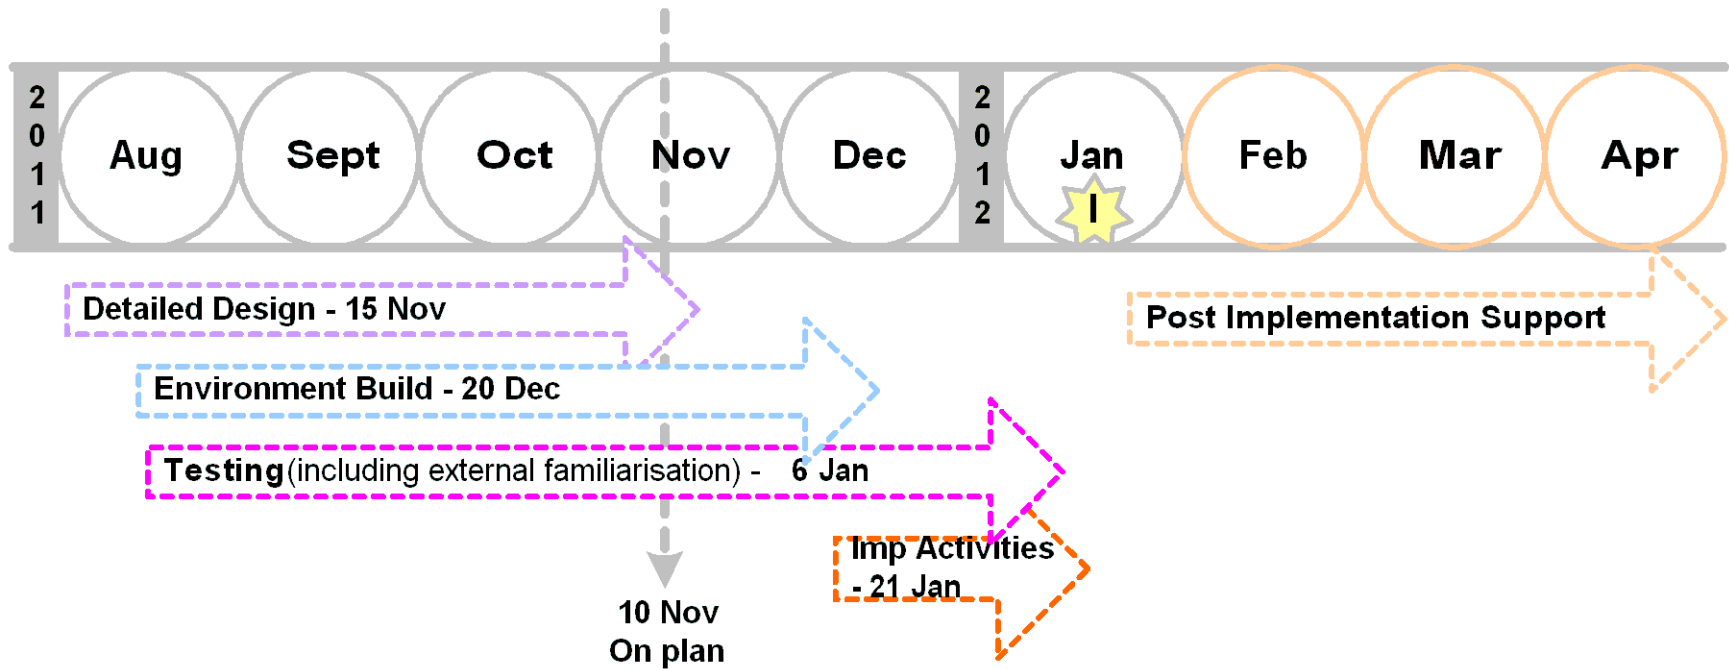 2011
Aug Sept Oct Nov Dec
2012
Jan Feb Mar Apr
I
Detailed Design - 15 Nov
Post Implementation Support
Environment Build - 20 Dec
Testing(including external familiarisation) - 6 Jan
Imp Activities
- 21 Jan
10 Nov
On plan